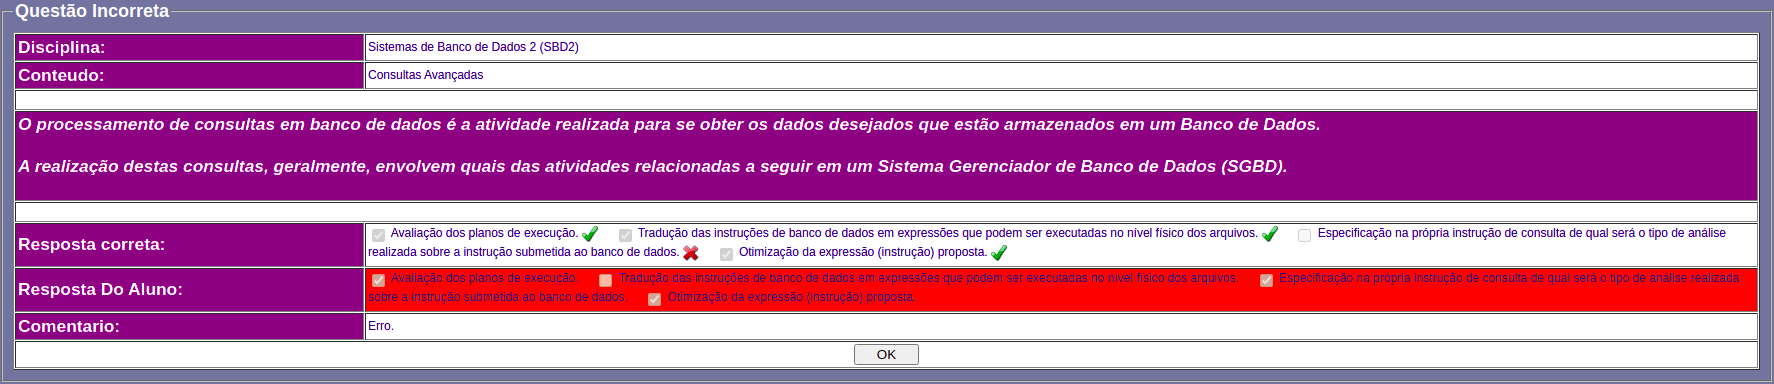 Questão Incorreta
Disciplina:
Sistemas de Banco de Dados 2 (SBD2)
Conteudo:
Consultas Avançadas
O processamento de consultas em banco de dados é a atividade realizada para se obter os dados desejados que estão armazenados em um Banco de Dados.
A realização destas consultas, geralmente, envolvem quais das atividades relacionadas a seguir em um Sistema Gerenciador de Banco de Dados (SGBD).
Resposta correta:
Avaliação dos planos de execução. Tradução das instruções de banco de dados em expressões que podem ser executadas no nível físico dos arquivos. Especificação na própria instrução de consulta de qual será o tipo de análise
realizada sobre a instrução submetida ao banco de dados. Otimização da expressão (instrução) proposta.
Resposta Do Aluno:
Avaliação dos planos de execução. Tradução das instruções de banco de dados em expressões que podem ser executadas no nível físico dos arquivos. Especificação na própria instrução de consulta de qual será o tipo de análise realizada
sobre a instrução submetida ao banco de dados. Otimização da expressão (instrução) proposta.
Comentario:
Erro.
OK